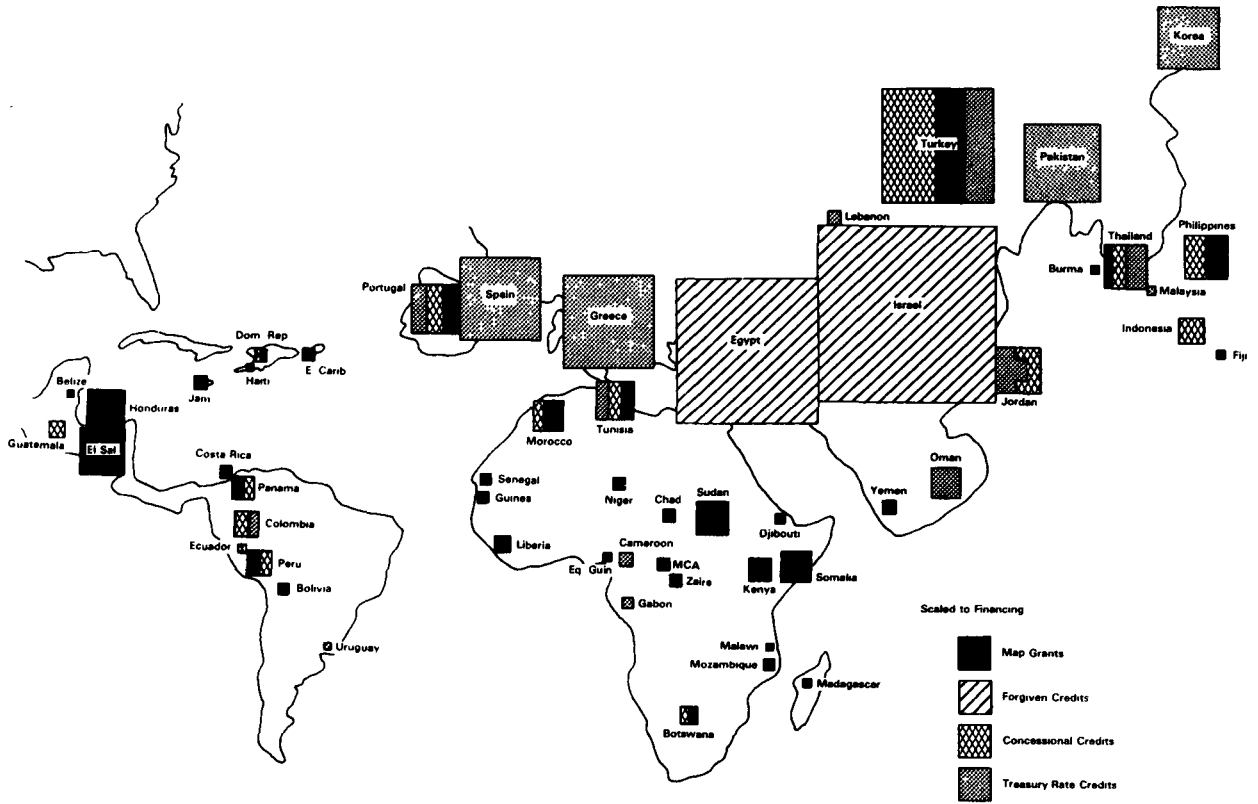 Korea
Turkey
Pakistan
Lebanon
Thailand
Philippines
Burma
Malaysia
Portugal
Spain
Greece
Egypt
Israel
Indonesia
Fiji
Jordan
Dom Rep
E Carib
Haiti
Jam
Belize
Honduras
Guatemala
El Sal
Morocco
Tunisia
Costa Rica
Panama
Colombia
Ecuador
Peru
Bolivia
Uruguay
Senegal
Guinea
Niger
Chad
Sudan
Oman
Yemen
Djibouti
Liberia
Cameroon
Eq Guin
MCA
Zaire
Kenya
Somalia
Gabon
Malawi
Mozambique
Madagascar
Botswana
Scaled to Financing
Map Grants
Forgiven Credits
Concessional Credits
Treasury Rate Credits